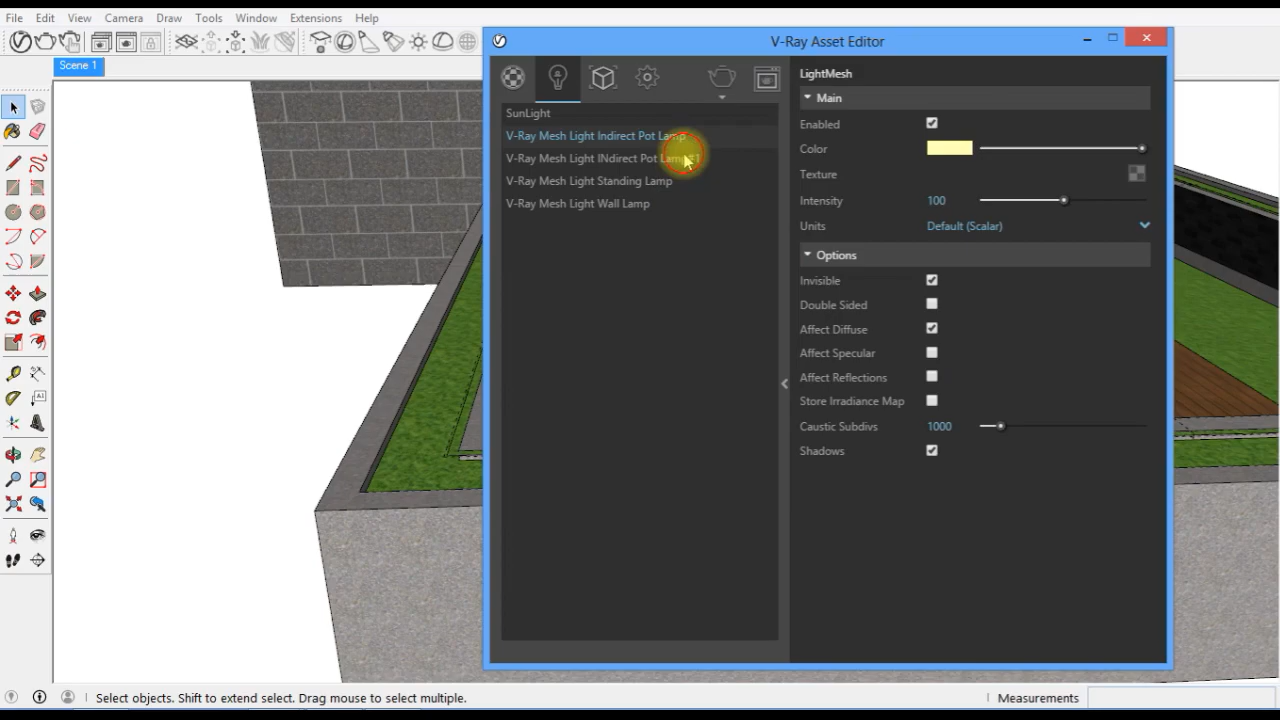 File Edit View Camera Draw Tools Window Extensions Help
V-Ray Asset Editor
Scene 1
LightMesh
Main
SunLight
Enabled
V-Ray Mesh Light Indirect Pot Lamp
Color
V-Ray Mesh Light INdirect Pot Lamp#1
Texture
V-Ray Mesh Light Standing Lamp
Intensity 100
V-Ray Mesh Light Wall Lamp
Units Default (Scalar)
Options
Invisible
Double Sided
Affect Diffuse
Affect Specular
Affect Reflections
Store Irradiance Map
Caustic Subdivs 1000
Shadows
Select objects. Shift to extend select. Drag mouse to select multiple.
Measurements